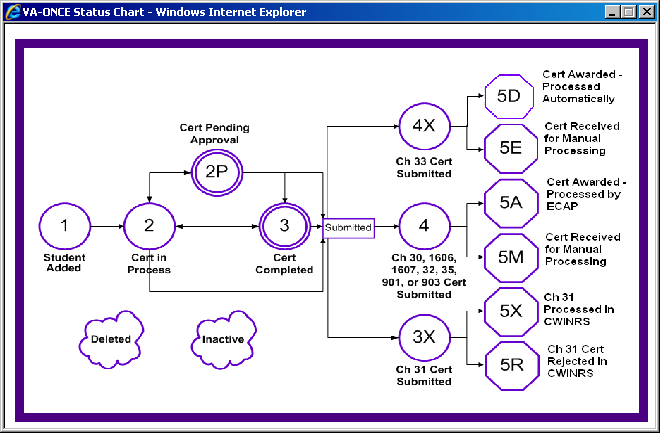 VA-ONCE Status Chart - Windows Internet Explorer
1
Student
Added
2
Cert in
Process
Cert Pending
Approval
2P
3
Cert
Completed
Submitted
4X
Ch 33 Cert
Submitted
4
Ch 30, 1606,
1607, 32, 35,
901, or 903 Cert
Submitted
3X
Ch 31 Cert
Submitted
5D
Cert Awarded -
Processed
Automatically
5E
Cert Received
for Manual
Processing
5A
Cert Awarded -
Processed by
ECAP
5M
Cert Received
for Manual
Processing
5X
Ch 31
Processed in
CWINRS
5R
Ch 31 Cert
Rejected in
CWINRS
Deleted
Inactive